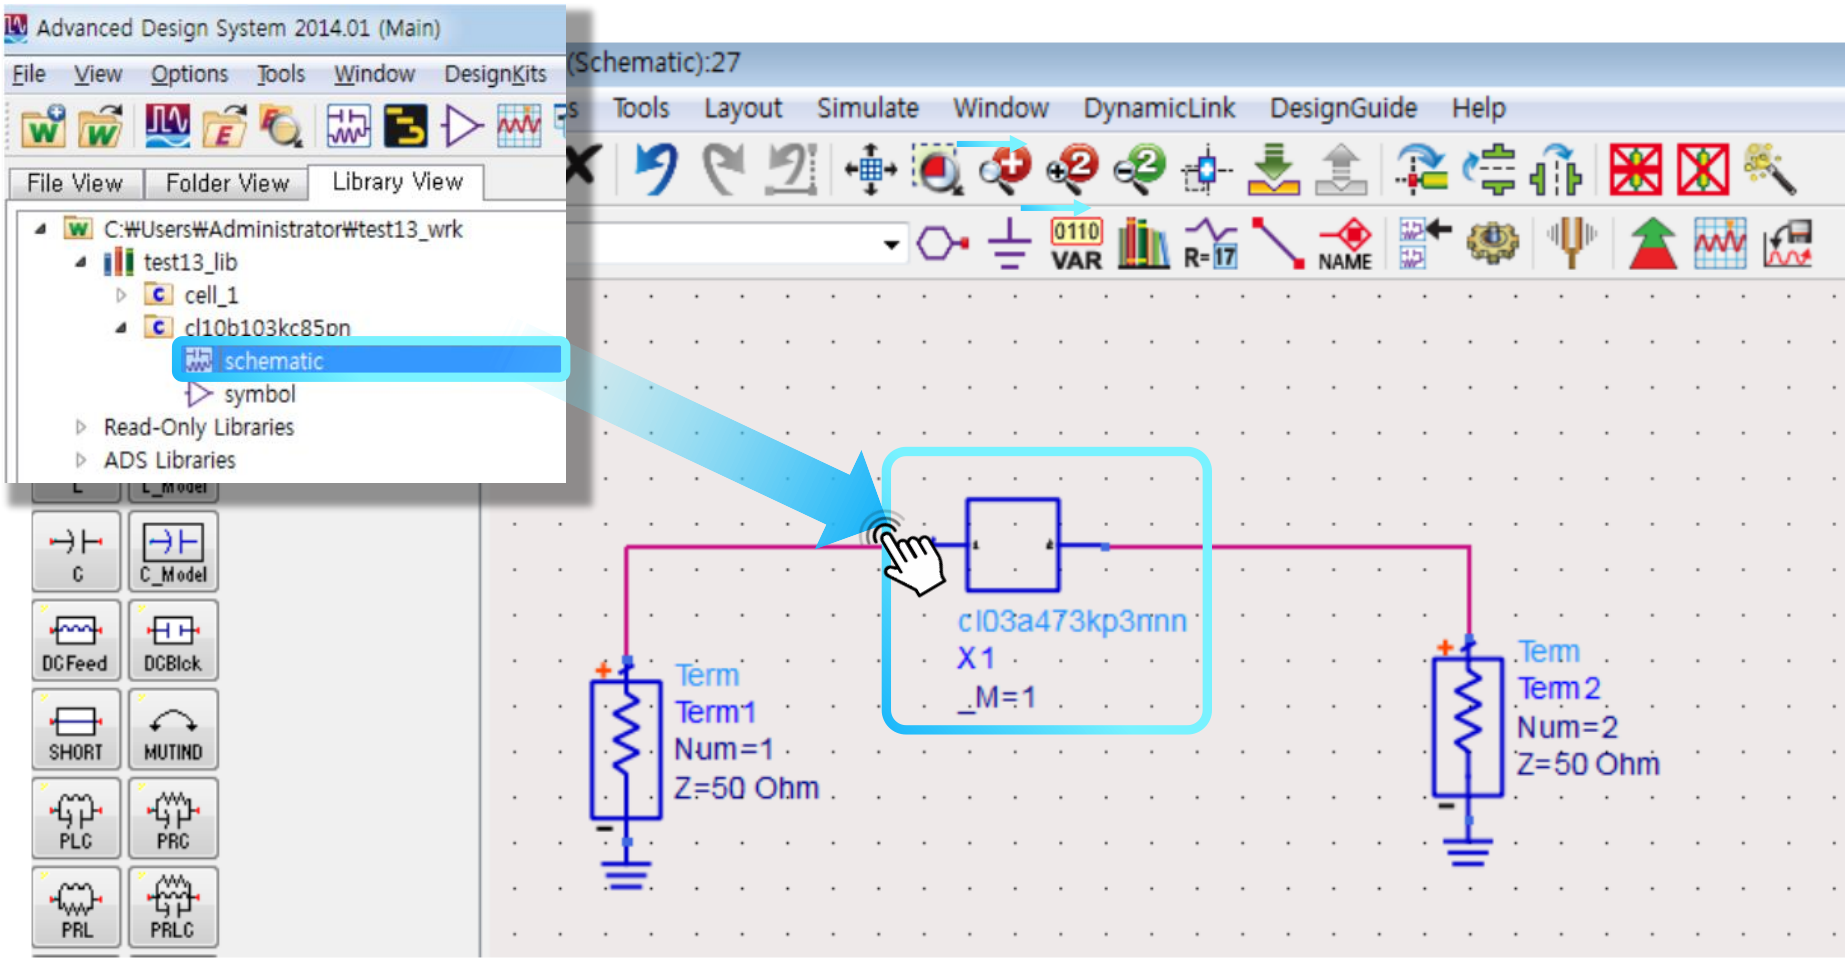 Advanced Design System 2014.01 (Main)
File View Options Tools Window DesignKits
File View Folder View Library View
C:₩Users₩Administrator₩test13_wrk
test13_lib
cell_1
cl10b103kc85pn
schematic
symbol
Read-Only Libraries
ADS Libraries
(Schematic):27
s Tools Layout Simulate Window DynamicLink DesignGuide Help
0110
VAR
R=17
NAME
L L_Model
C C_Model
DCFeed DCBlck
SHORT MUTIND
PLC PRC
PRL PRLC
cl03a473kp3mnn
X1
_M=1
Term
Term1
Num=1
Z=50 Ohm
Term
Term2
Num=2
Z=50 Ohm